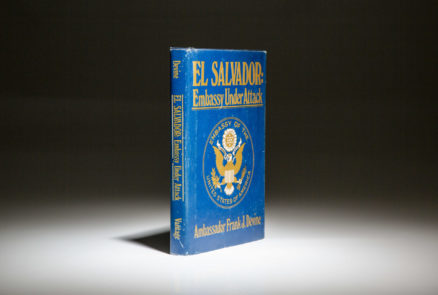 Devine
EL SALVADOR: Embassy Under Attack
Vantage
EL SALVADOR:
Embassy Under Attack
EMBASSY OF THE
UNITED STATES OF AMERICA
Ambassador Frank J. Devine